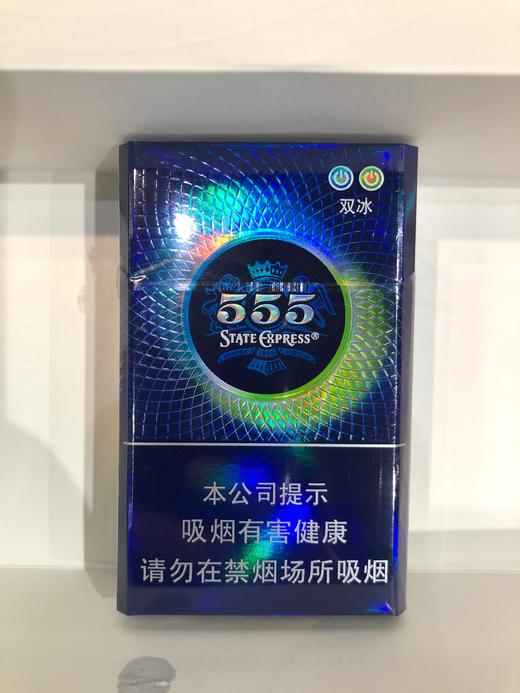 双冰
555
STATE EXPRESS®
本公司提示
吸烟有害健康
请勿在禁烟场所吸烟